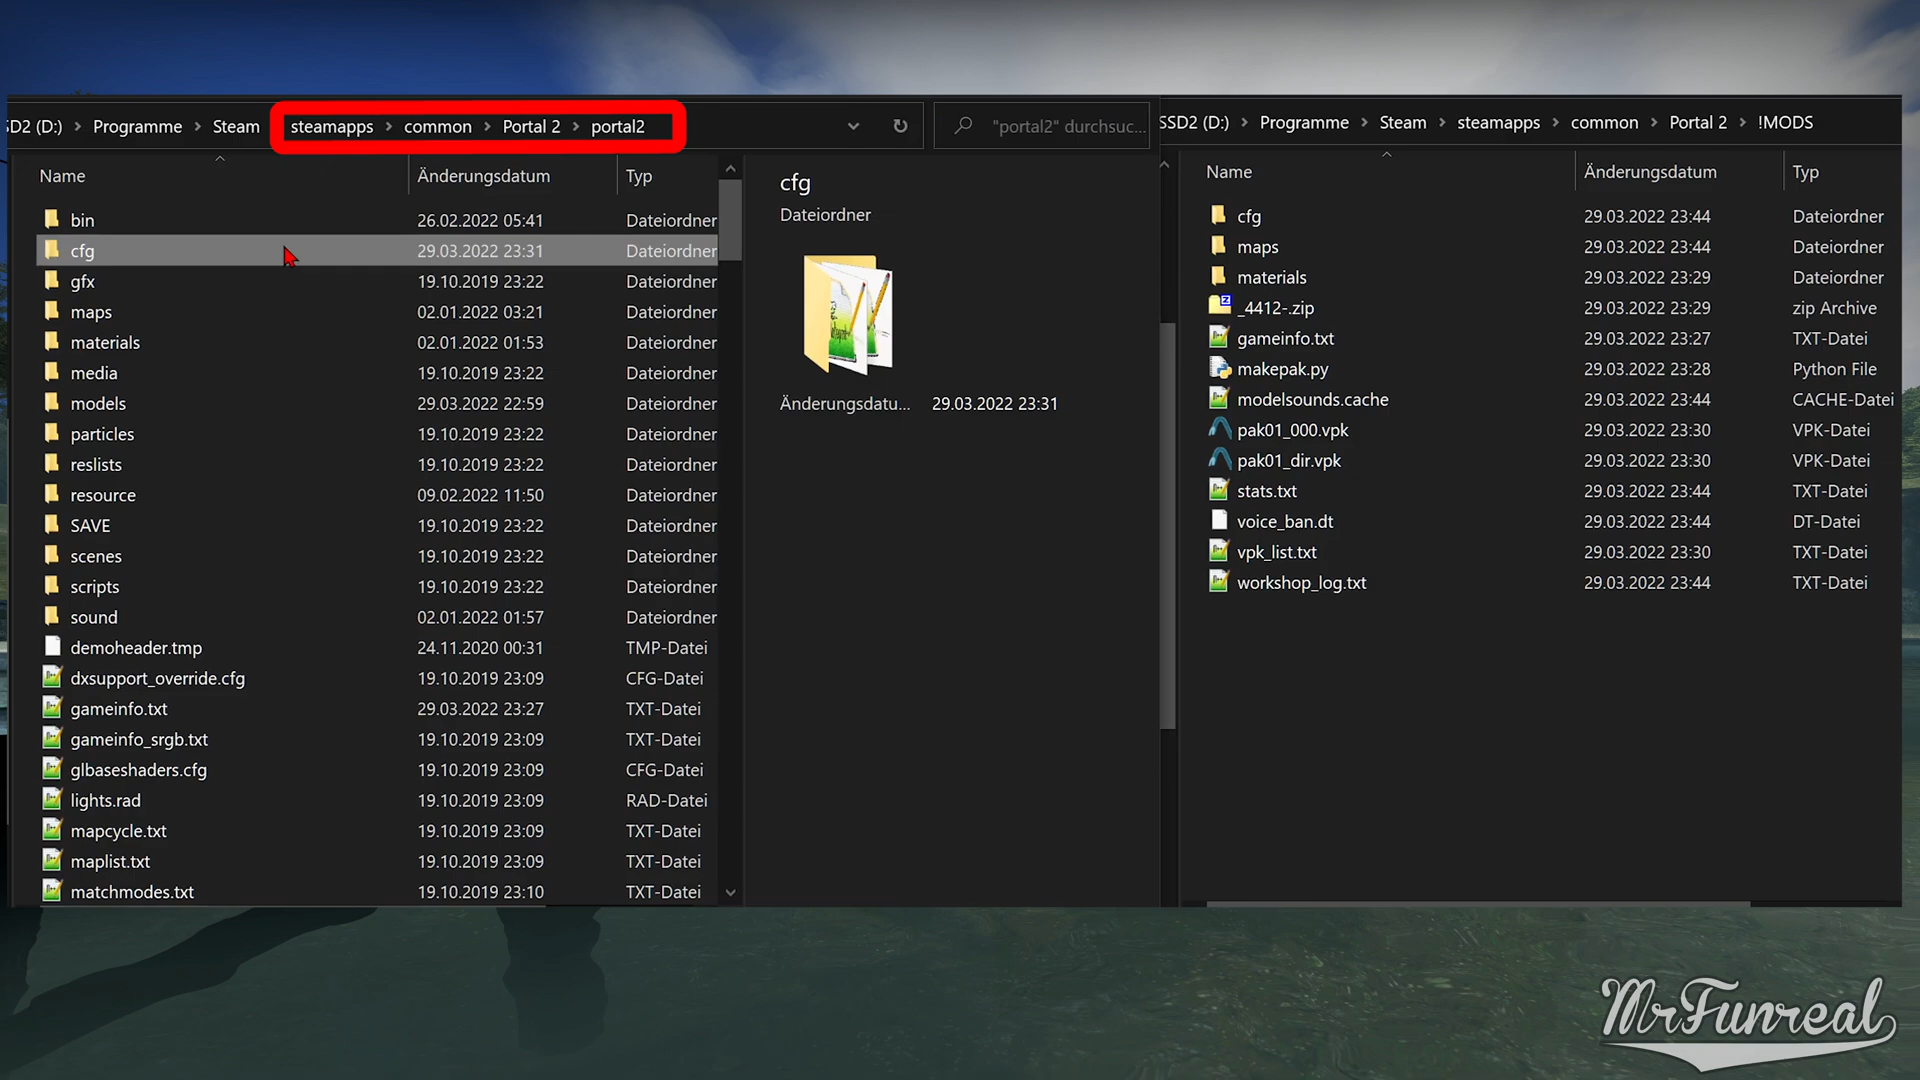 SD2 (D:) > Programme > Steam > steamapps > common > Portal 2 > portal2
"portal2" durchsuc...
Name Änderungsdatum Typ
bin 26.02.2022 05:41 Dateiordner
cfg 29.03.2022 23:31 Dateiordner
gfx 19.10.2019 23:22 Dateiordner
maps 02.01.2022 03:21 Dateiordner
materials 02.01.2022 01:53 Dateiordner
media 19.10.2019 23:22 Dateiordner
models 29.03.2022 22:59 Dateiordner
particles 19.10.2019 23:22 Dateiordner
reslists 19.10.2019 23:22 Dateiordner
resource 09.02.2022 11:50 Dateiordner
SAVE 19.10.2019 23:22 Dateiordner
scenes 19.10.2019 23:22 Dateiordner
scripts 19.10.2019 23:22 Dateiordner
sound 02.01.2022 01:57 Dateiordner
demoheader.tmp 24.11.2020 00:31 TMP-Datei
dxsupport_override.cfg 19.10.2019 23:09 CFG-Datei
gameinfo.txt 29.03.2022 23:27 TXT-Datei
gameinfo_srgb.txt 19.10.2019 23:09 TXT-Datei
glbaseshaders.cfg 19.10.2019 23:09 CFG-Datei
lights.rad 19.10.2019 23:09 RAD-Datei
mapcycle.txt 19.10.2019 23:09 TXT-Datei
maplist.txt 19.10.2019 23:09 TXT-Datei
matchmodes.txt 19.10.2019 23:10 TXT-Datei
cfg
Dateiordner
Änderungsdatu... 29.03.2022 23:31
SSD2 (D:) > Programme > Steam > steamapps > common > Portal 2 > !MODS
Name Änderungsdatum Typ
cfg 29.03.2022 23:44 Dateiordner
maps 29.03.2022 23:44 Dateiordner
materials 29.03.2022 23:29 Dateiordner
_4412-.zip 29.03.2022 23:29 zip Archive
gameinfo.txt 29.03.2022 23:27 TXT-Datei
makepak.py 29.03.2022 23:28 Python File
modelsounds.cache 29.03.2022 23:44 CACHE-Datei
pak01_000.vpk 29.03.2022 23:30 VPK-Datei
pak01_dir.vpk 29.03.2022 23:30 VPK-Datei
stats.txt 29.03.2022 23:44 TXT-Datei
voice_ban.dt 29.03.2022 23:44 DT-Datei
vpk_list.txt 29.03.2022 23:30 TXT-Datei
workshop_log.txt 29.03.2022 23:44 TXT-Datei
MrFunreal